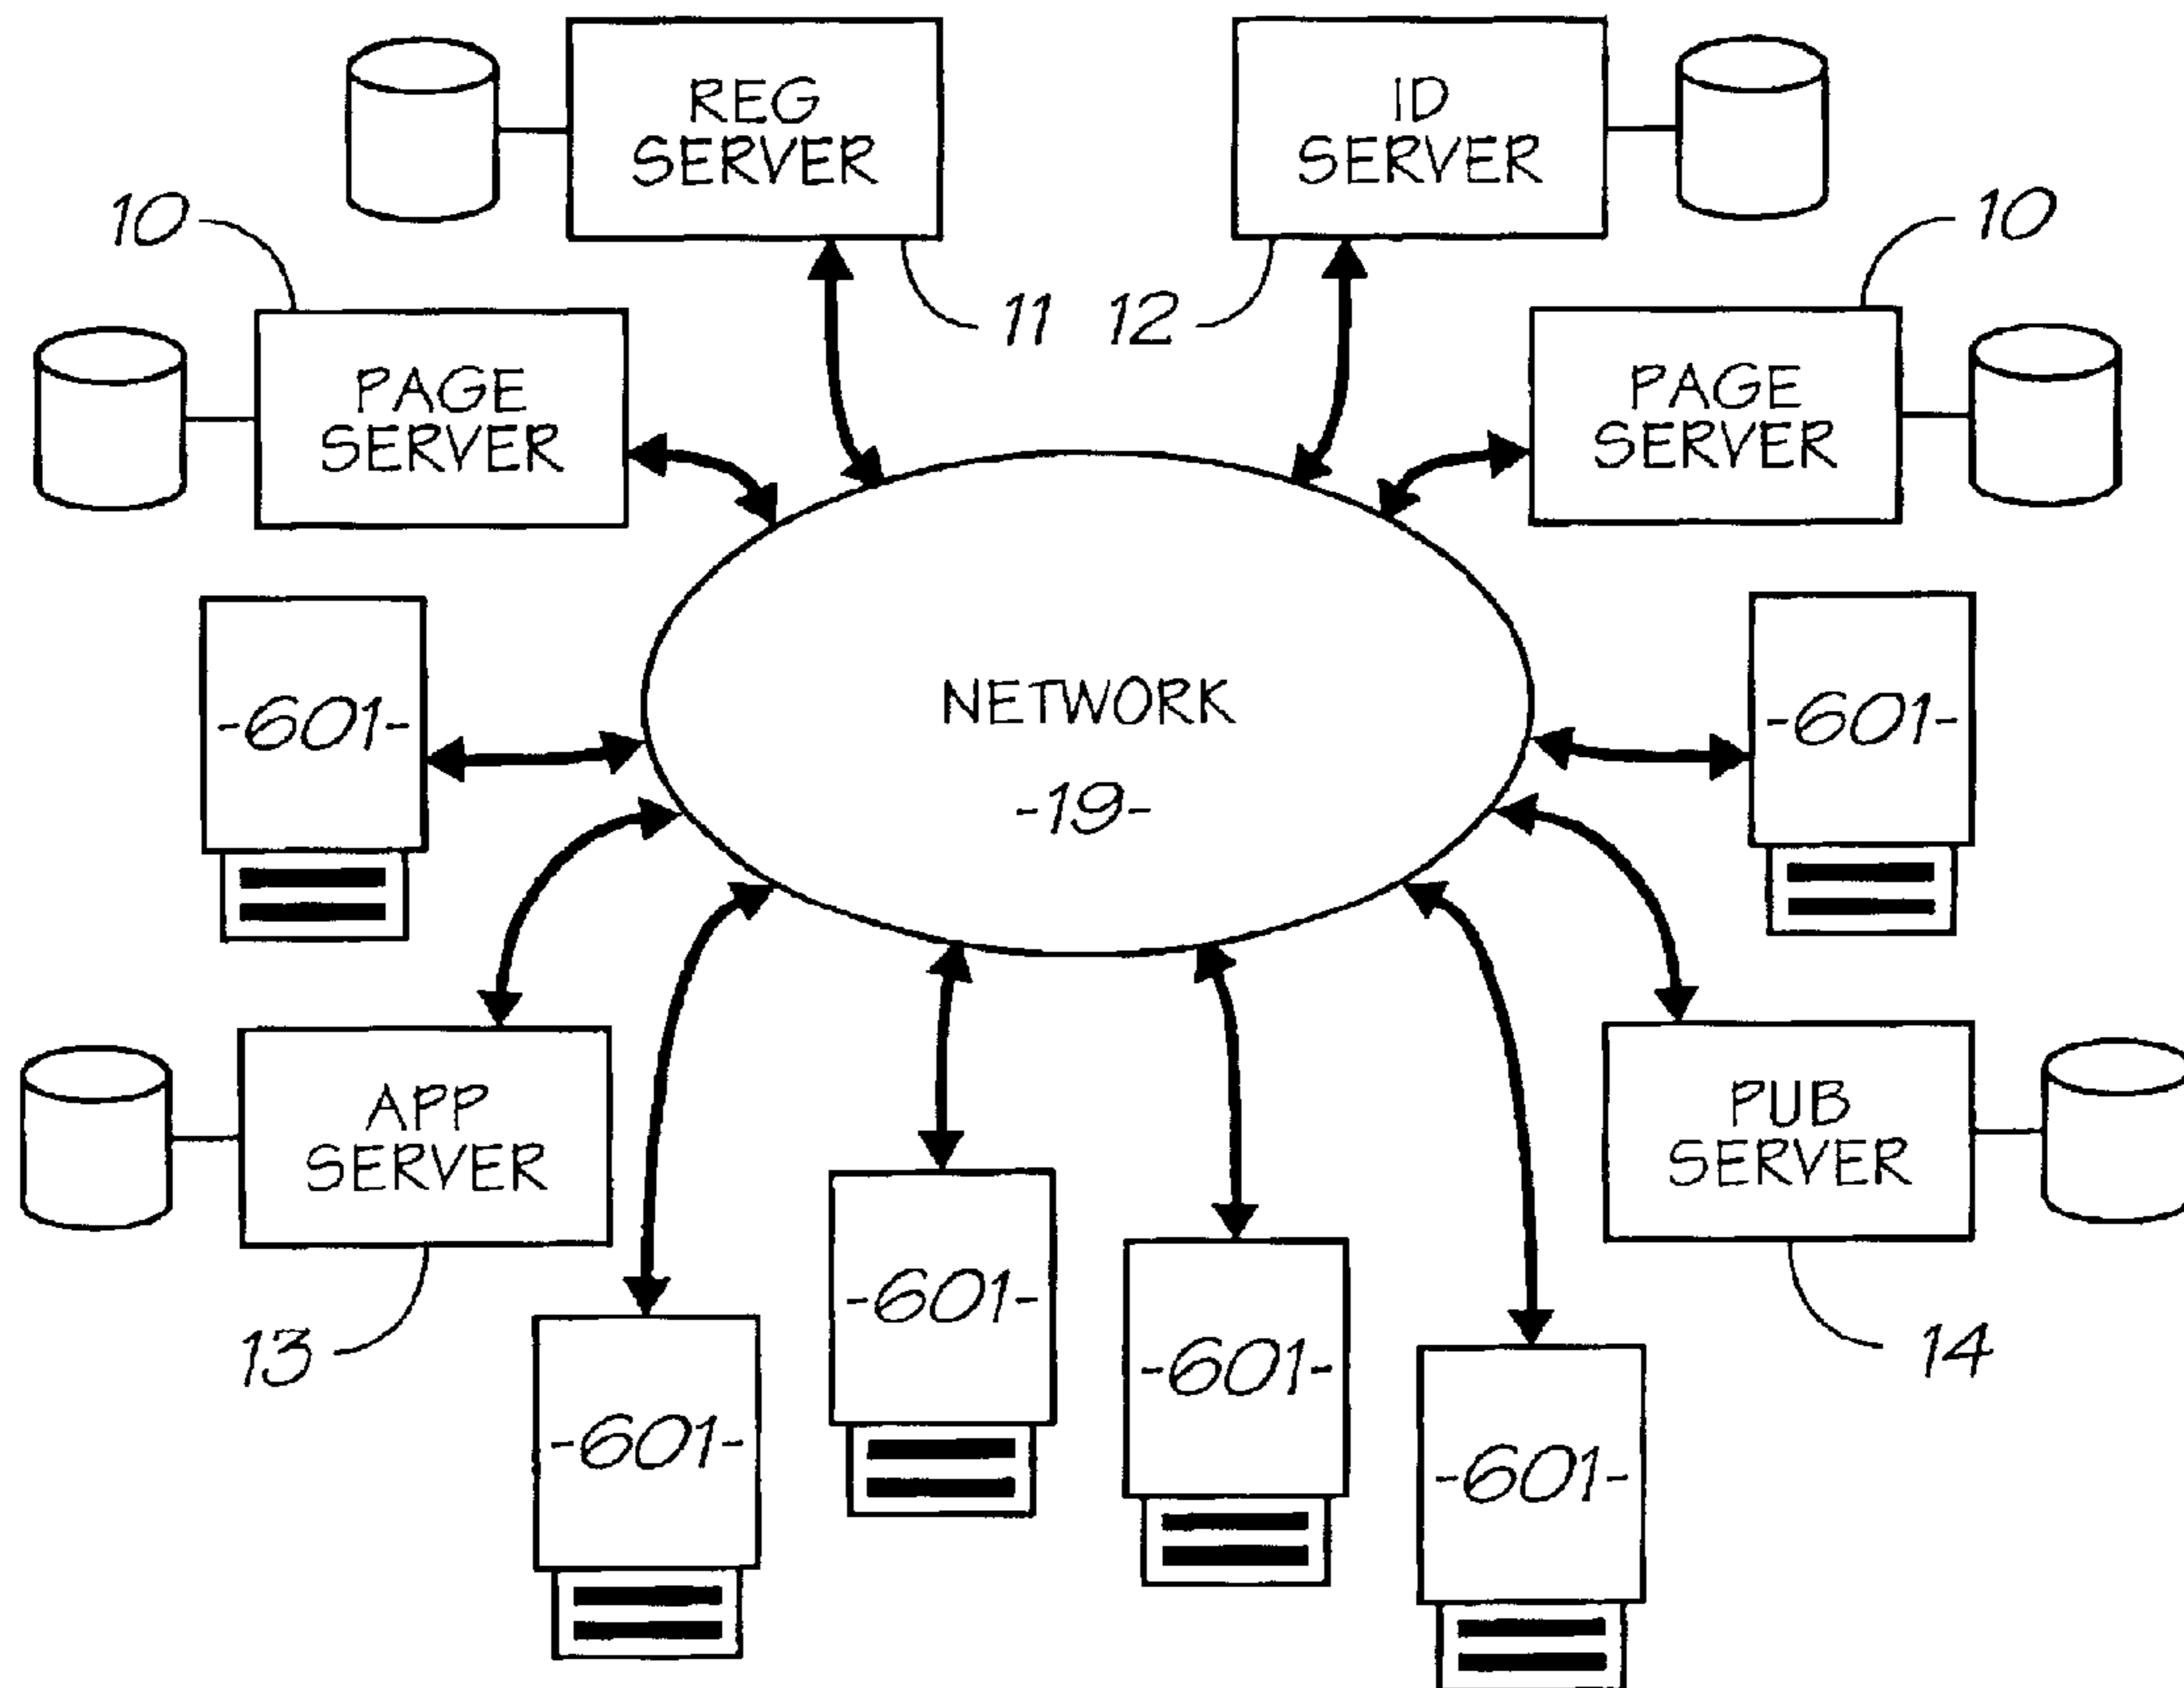 REG
SERVER
ID
SERVER
10
10
11
12
PAGE
SERVER
PAGE
SERVER
-601-
NETWORK
-19-
-601-
APP
SERVER
PUB
SERVER
-601-
-601-
13
14
-601-
-601-